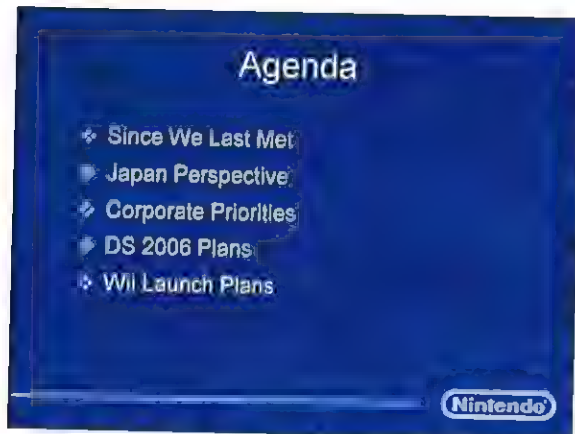 Agenda
Since We Last Met
Japan Perspective
Corporate Priorities
DS 2006 Plans
Wii Launch Plans
Nintendo